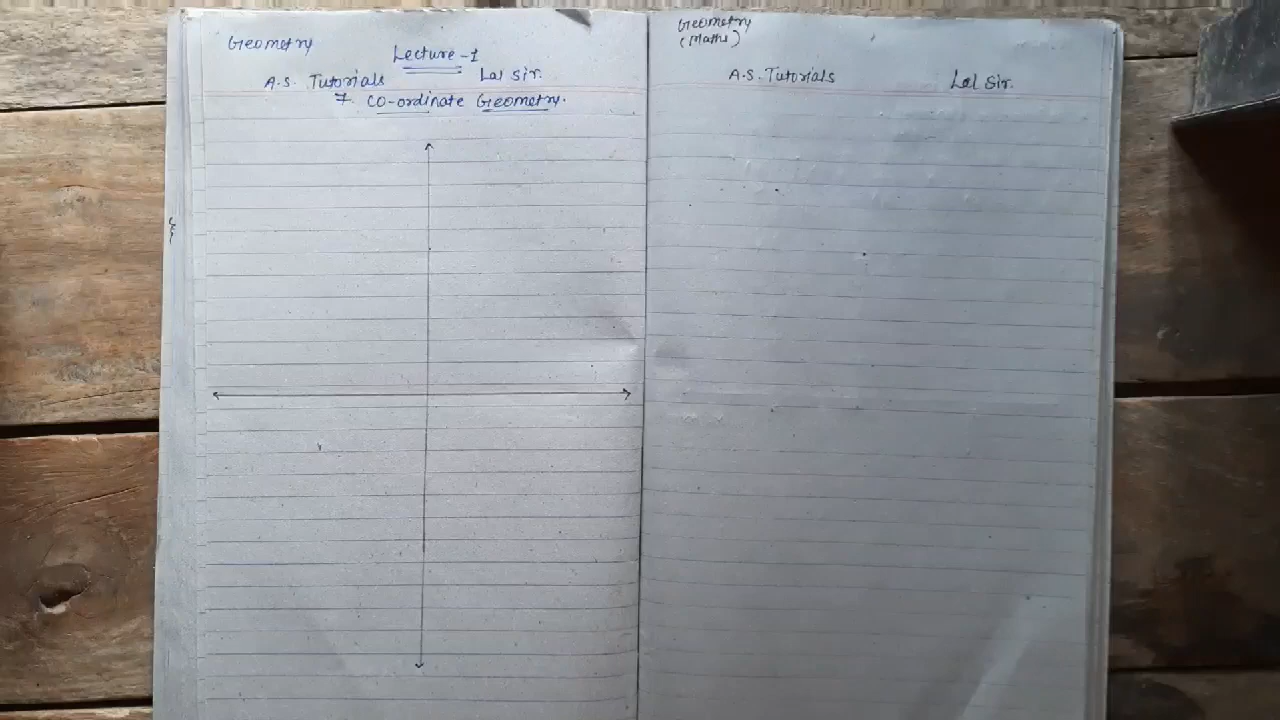 Geometry
Lecture-1
A.S. Tutorials Lal Sir.
7. Co-ordinate Geometry.
Geometry
(Maths)
A.S. Tutorials Lal Sir.